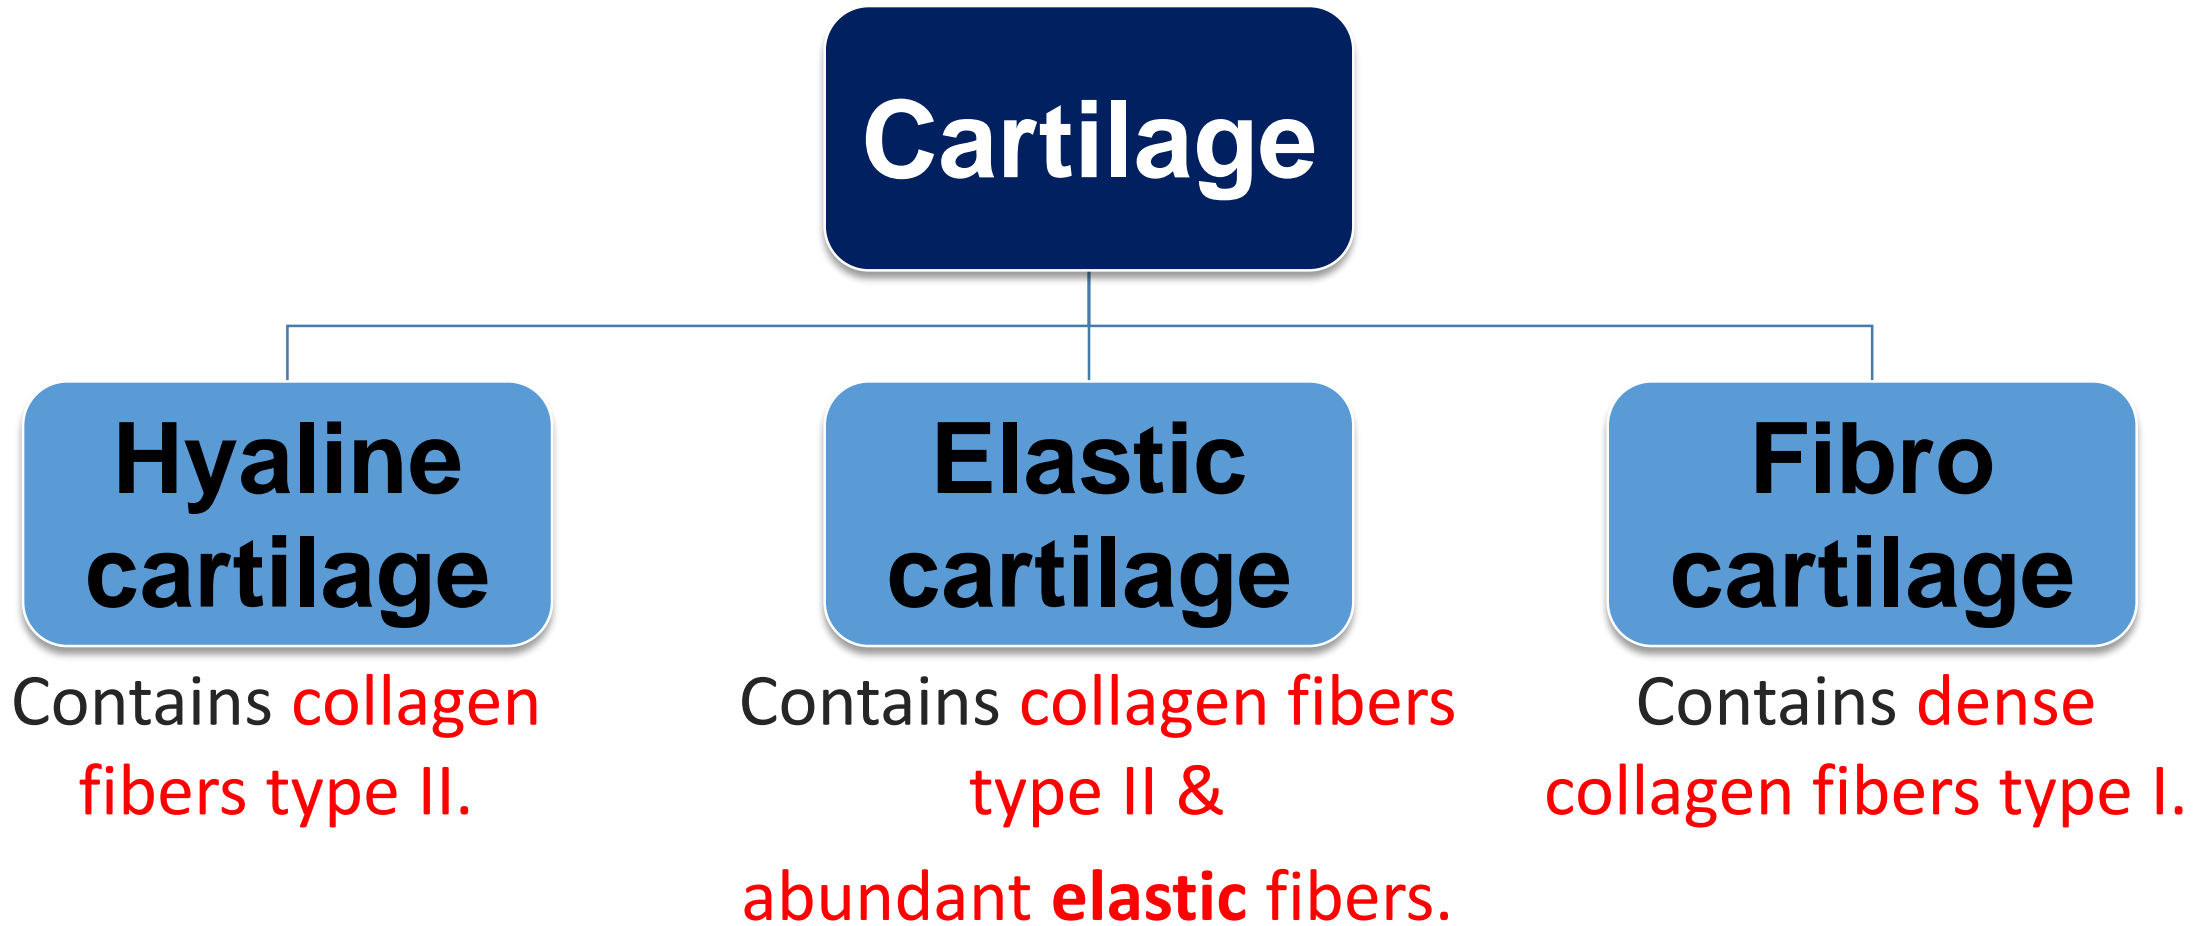 Cartilage
Hyaline
cartilage
Contains collagen
fibers type II.
Elastic
cartilage
Contains collagen fibers
type II &
abundant elastic fibers.
Fibro
cartilage
Contains dense
collagen fibers type I.